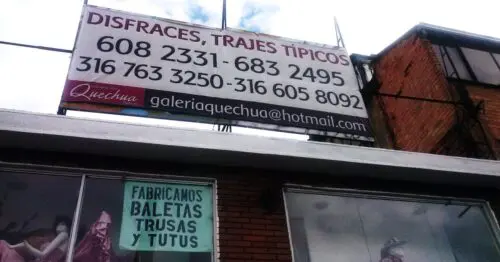 DISFRACES, TRAJES TÍPICOS
608 2331 - 683 2495
316 763 3250 - 316 605 8092
Quechua
galeriaquechua@hotmail.com
FABRICAMOS
BALETAS
TRUSAS
Y TUTUS